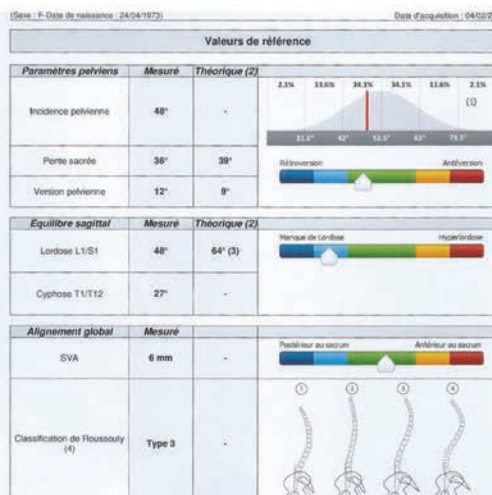 (Sexe : F-Date de naissance : 24/04/1973) Date d'acquisition : 04/02/2
Valeurs de référence
Paramètres pelviens Mesuré Théorique (2)
2.1% 13.6% 34.1% 34.1% 13.6% 2.1%
(1)
Incidence pelvienne 48° -
31.5° 42° 52.5° 63° 73.5°
Pente sacrée 36° 39°
Rétroversion Antéversion
Version pelvienne 12° 9°
Equilibre sagittal Mesuré Théorique (2)
Manque de Lordose Hyperlordose
Lordose L1/S1 48° 64° (3)
Cyphose T1/T12 27° -
Alignement global Mesuré
Postérieur au sacrum Antérieur au sacrum
SVA 6 mm -
1 2 3 4
Classification de Roussouly
(4)
Type 3 -